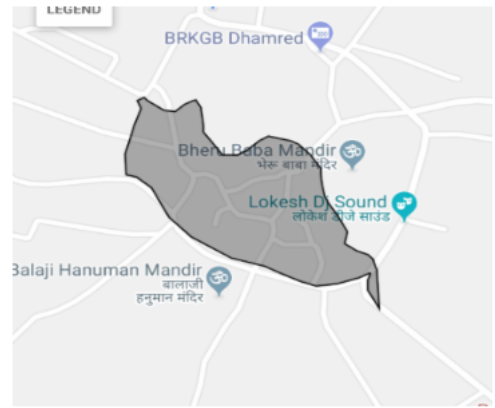 LEGEND
BRKGB Dhamred
Bheru Baba Mandir
भेरू बाबा मंदिर
Lokesh Dj Sound
लोकेश डीजे साउंड
Balaji Hanuman Mandir
बालाजी
हनुमान मंदिर